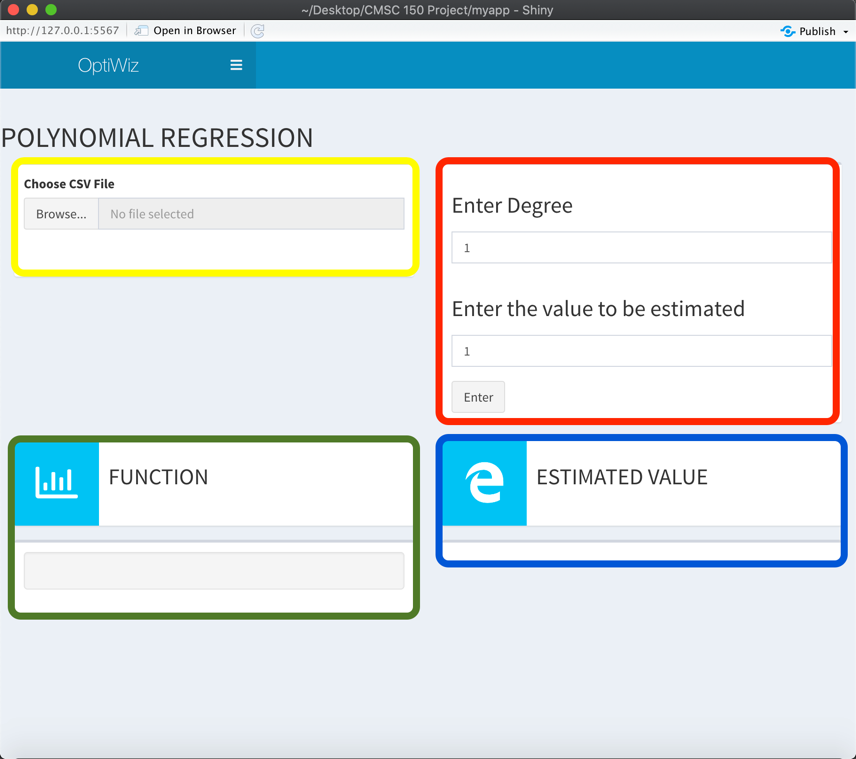 ~/Desktop/CMSC 150 Project/myapp - Shiny
http://127.0.0.1:5567 Open in Browser Publish
OptiWiz
POLYNOMIAL REGRESSION
Choose CSV File
Browse... No file selected
Enter Degree
1
Enter the value to be estimated
1
Enter
FUNCTION
ESTIMATED VALUE